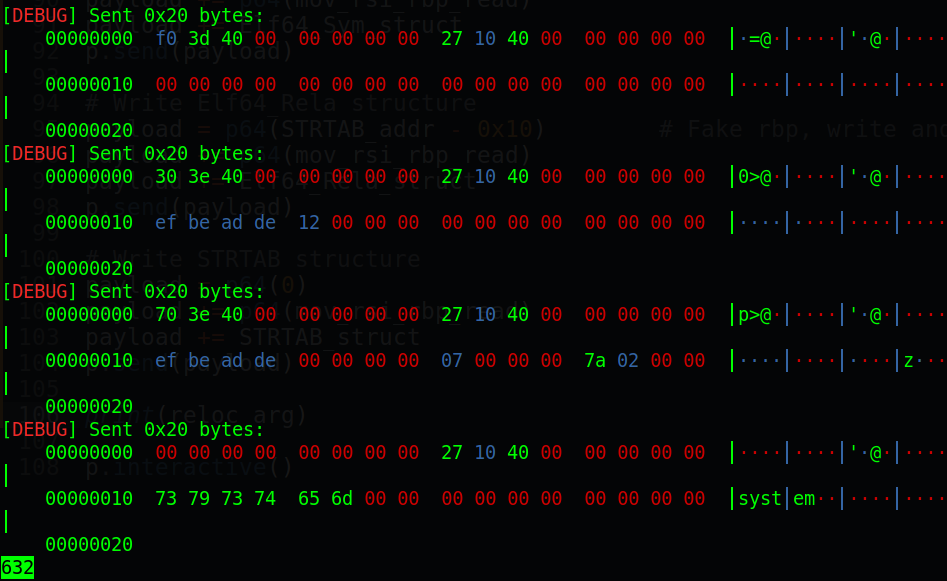 [DEBUG] Sent 0x20 bytes:
00000000  f0 3d 40 00  00 00 00 00  27 10 40 00  00 00 00 00  │·=@·│····│'·@·│····
│
00000010  00 00 00 00  00 00 00 00  00 00 00 00  00 00 00 00  │····│····│····│····
│
00000020
[DEBUG] Sent 0x20 bytes:
00000000  30 3e 40 00  00 00 00 00  27 10 40 00  00 00 00 00  │0>@·│····│'·@·│····
│
00000010  ef be ad de  12 00 00 00  00 00 00 00  00 00 00 00  │····│····│····│····
│
00000020
[DEBUG] Sent 0x20 bytes:
00000000  70 3e 40 00  00 00 00 00  27 10 40 00  00 00 00 00  │p>@·│····│'·@·│····
│
00000010  ef be ad de  00 00 00 00  07 00 00 00  7a 02 00 00  │····│····│····│z···
│
00000020
[DEBUG] Sent 0x20 bytes:
00000000  00 00 00 00  00 00 00 00  27 10 40 00  00 00 00 00  │····│····│'·@·│····
│
00000010  73 79 73 74  65 6d 00 00  00 00 00 00  00 00 00 00  │syst│em··│····│····
│
00000020
632